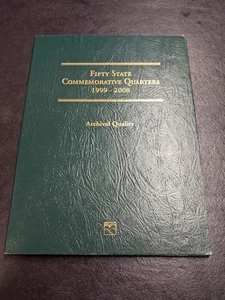 FIFTY STATE
COMMEMORATIVE QUARTERS
1999 - 2008
Archival Quality